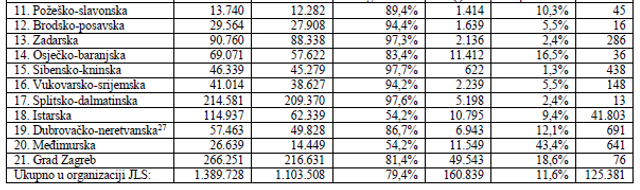 11. Požeško-slavonska 13.740 12.282 89,4% 1.414 10,3% 45
12. Brodsko-posavska 29.564 27.908 94,4% 1.639 5,5% 16
13. Zadarska 90.760 88.338 97,3% 2.136 2,4% 286
14. Osječko-baranjska 69.071 57.622 83,4% 11.412 16,5% 36
15. Šibensko-kninska 46.339 45.279 97,7% 622 1,3% 438
16. Vukovarsko-srijemska 41.014 38.627 94,2% 2.239 5,5% 148
17. Splitsko-dalmatinska 214.581 209.370 97,6% 5.198 2,4% 13
18. Istarska 114.937 62.339 54,2% 10.795 9,4% 41.803
19. Dubrovačko-neretvanska27 57.463 49.828 86,7% 6.943 12,1% 691
20. Međimurska 26.639 14.449 54,2% 11.549 43,4% 641
21. Grad Zagreb 266.251 216.631 81,4% 49.543 18,6% 76
Ukupno u organizaciji JLS: 1.389.728 1.103.508 79,4% 160.839 11,6% 125.381